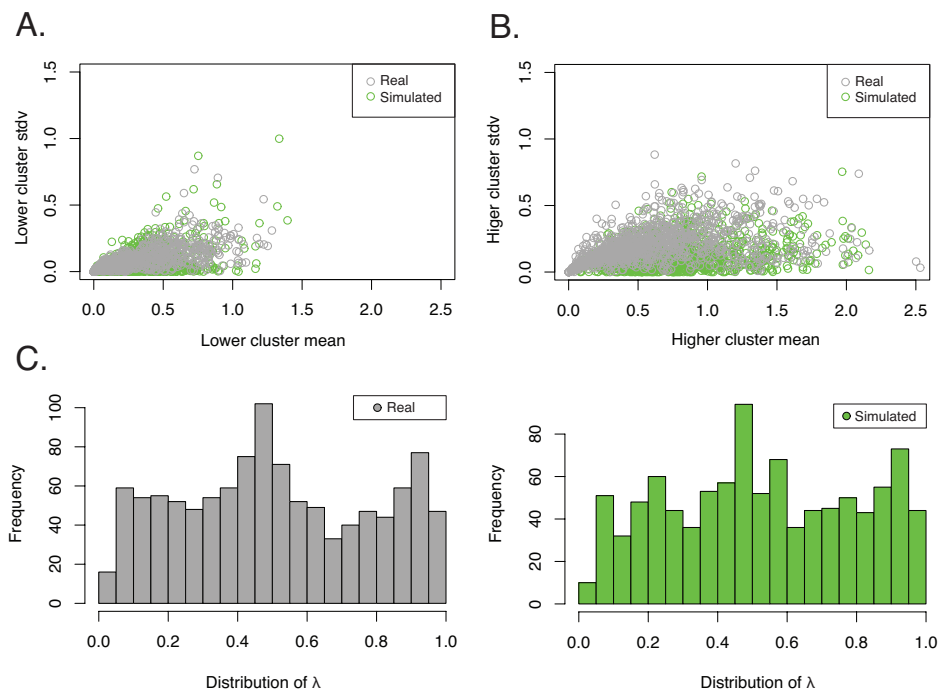 A.
B.
Lower cluster stdv
1.5
1.0
0.5
0.0
Real
Simulated
0.0 0.5 1.0 1.5 2.0 2.5
Lower cluster mean
Higer cluster stdv
1.5
1.0
0.5
0.0
Real
Simulated
0.0 0.5 1.0 1.5 2.0 2.5
Higher cluster mean
C.
Frequency
100
80
60
40
20
0
Real
0.0 0.2 0.4 0.6 0.8 1.0
Distribution of λ
Frequency
80
60
40
20
0
Simulated
0.0 0.2 0.4 0.6 0.8 1.0
Distribution of λ